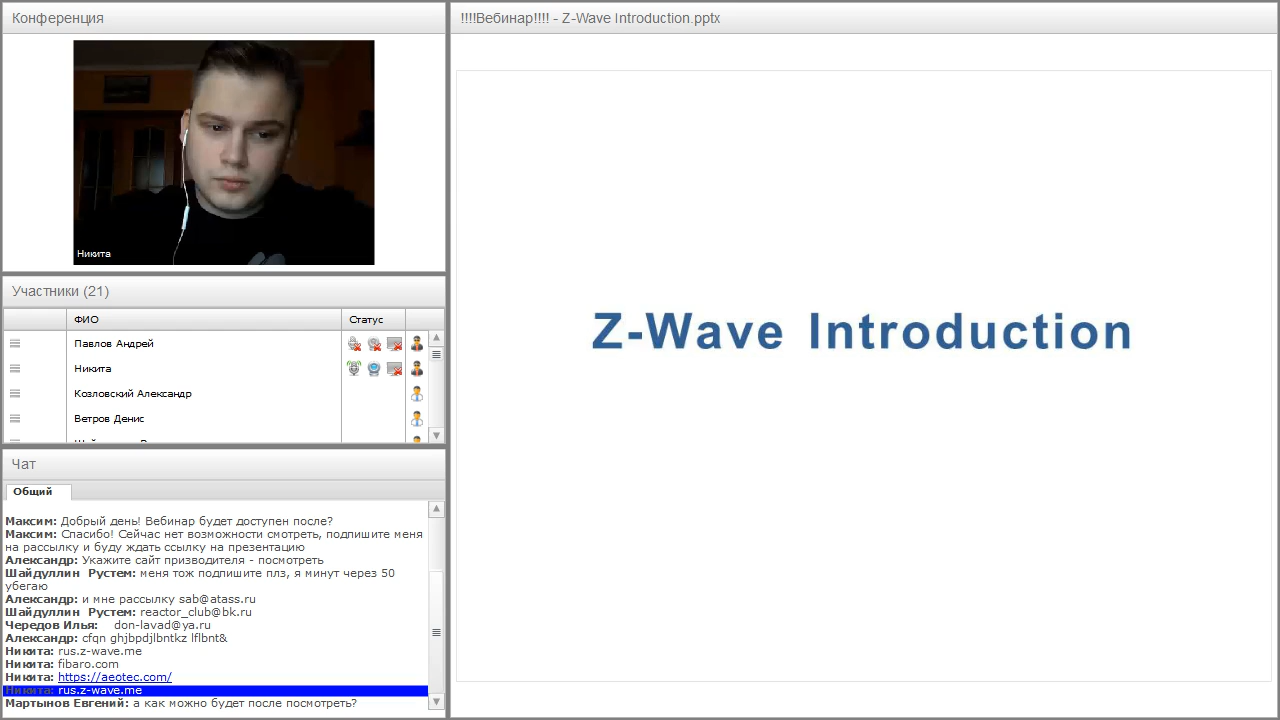 Конференция
Никита
Участники (21)
ФИО
Статус
Павлов Андрей
Никита
Козловский Александр
Ветров Денис
Чат
Общий
Максим: Добрый день! Вебинар будет доступен после?
Максим: Спасибо! Сейчас нет возможности смотреть, подпишите меня
на рассылку и буду ждать ссылку на презентацию
Александр: Укажите сайт призводителя - посмотреть
Шайдуллин Рустем: меня тож подпишите плз, я минут через 50
убегаю
Александр: и мне рассылку sab@atass.ru
Шайдуллин Рустем: reactor_club@bk.ru
Чередов Илья: don-lavad@ya.ru
Александр: cfqn ghjbpdjlbntkz lflbnt&
Никита: rus.z-wave.me
Никита: fibaro.com
Никита: https://aeotec.com/
Никита: rus.z-wave.me
Мартынов Евгений: а как можно будет после посмотреть?
!!!!Вебинар!!!! - Z-Wave Introduction.pptx
Z-Wave Introduction